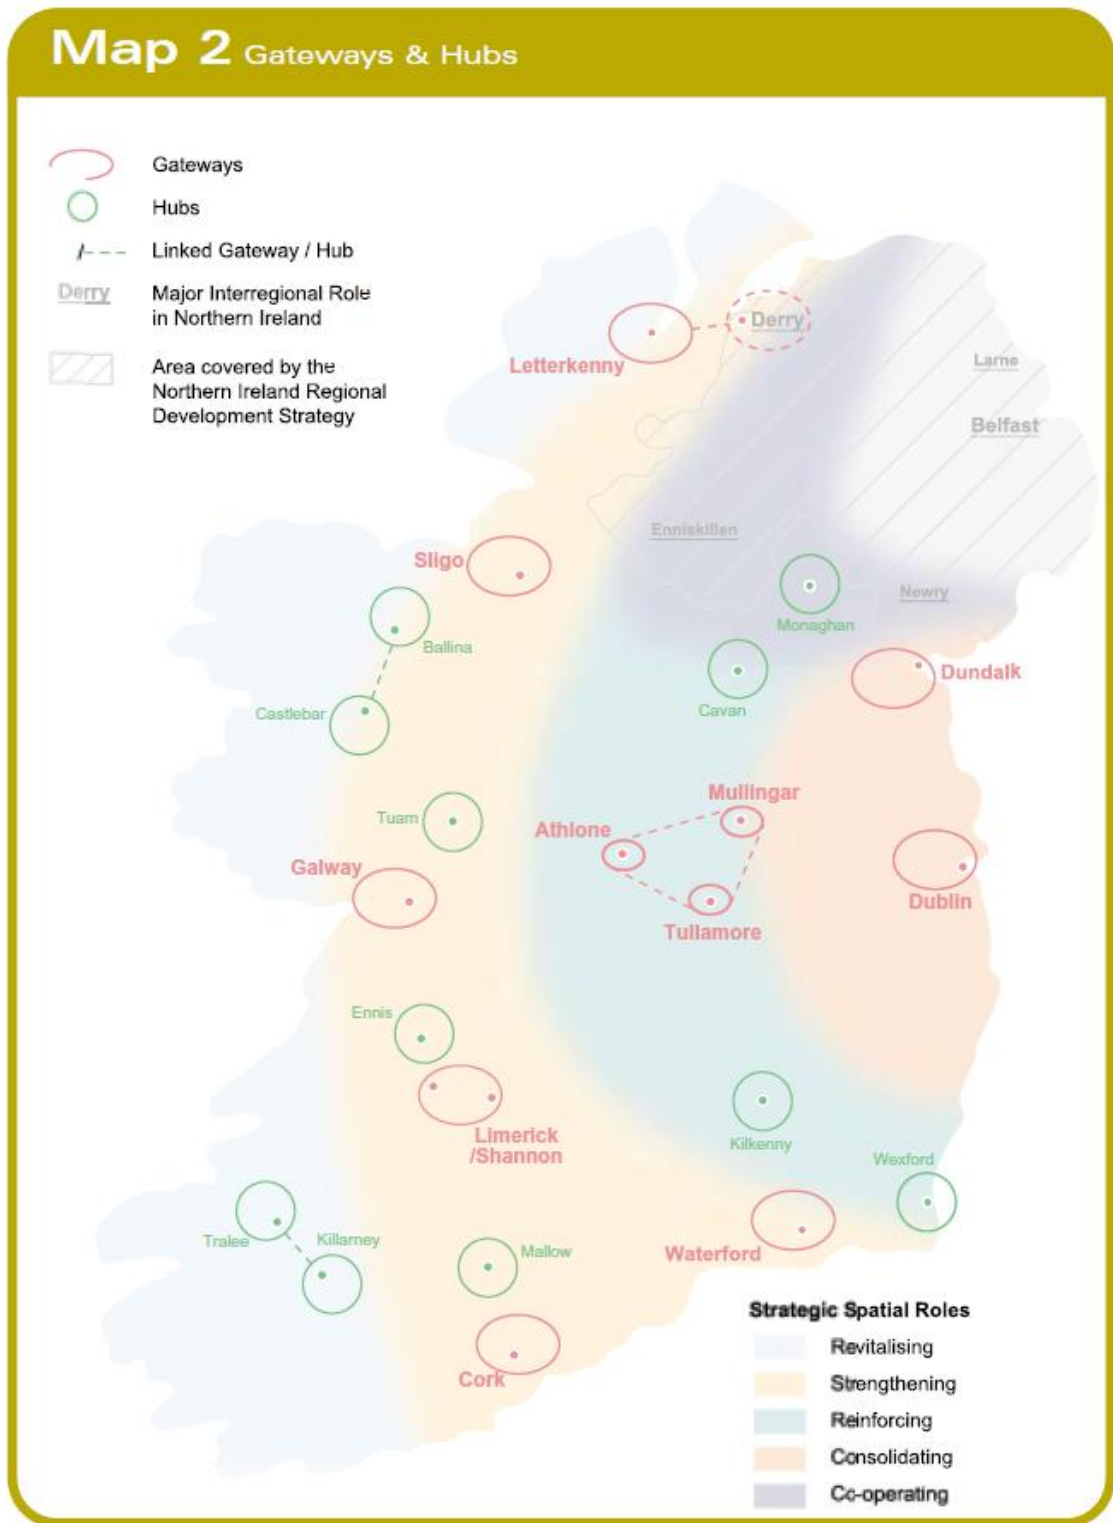 Map 2 Gateways & Hubs
Gateways
Hubs
Linked Gateway / Hub
Derry
Major Interregional Role
in Northern Ireland
Area covered by the
Northern Ireland Regional
Development Strategy
Derry
Letterkenny
Larne
Belfast
Enniskillen
Sligo
Newry
Monaghan
Ballina
Dundalk
Cavan
Castlebar
Mullingar
Tuam
Athlone
Galway
Dublin
Tullamore
Ennis
Limerick
/Shannon
Kilkenny
Wexford
Tralee
Killarney
Mallow
Waterford
Cork
Strategic Spatial Roles
Revitalising
Strengthening
Reinforcing
Consolidating
Co-operating